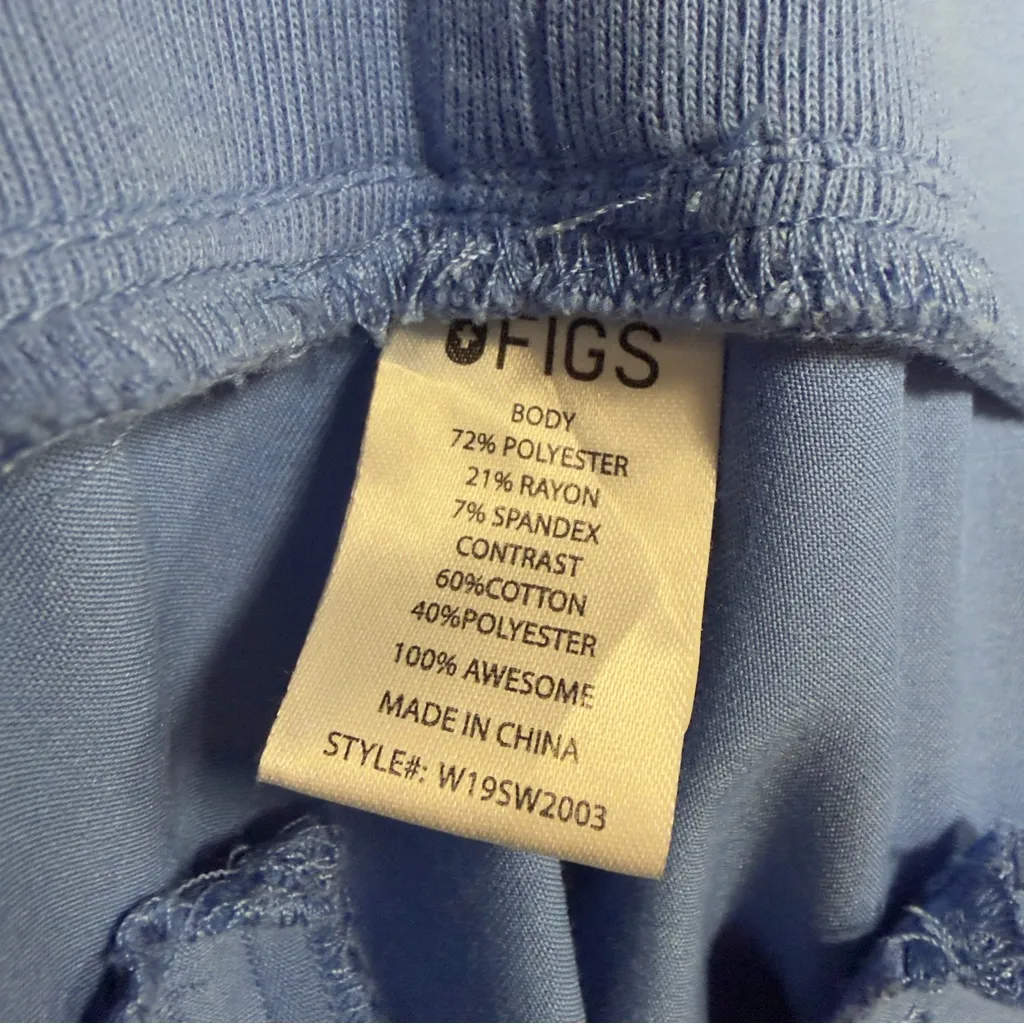 FIGS
BODY
72% POLYESTER
21% RAYON
7% SPANDEX
CONTRAST
60%COTTON
40%POLYESTER
100% AWESOME
MADE IN CHINA
STYLE#: W19SW2003